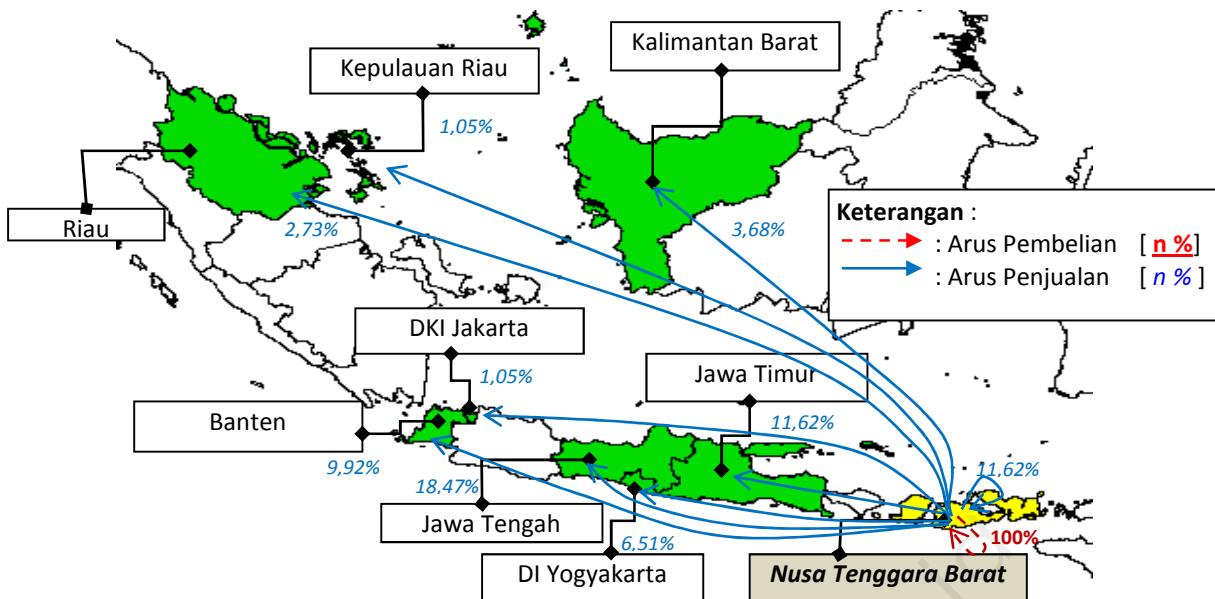 Kalimantan Barat
Kepulauan Riau
1,05%
Riau
2,73%
3,68%
Keterangan :
: Arus Pembelian [ n %]
: Arus Penjualan [ n % ]
DKI Jakarta
1,05%
Jawa Timur
11,62%
Banten
9,92%
18,47%
11,62%
Jawa Tengah
6,51%
100%
DI Yogyakarta
Nusa Tenggara Barat